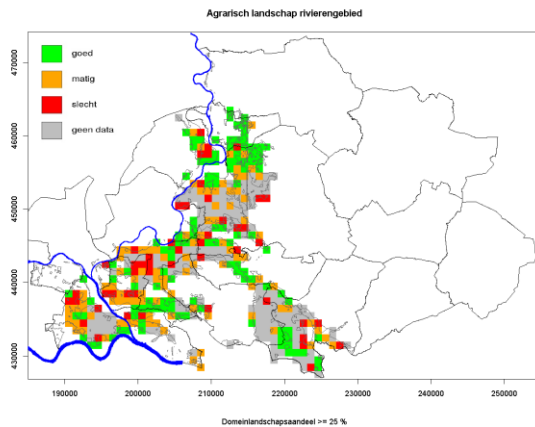 Agrarisch landschap rivierengebied
goed
matig
slecht
geen data
470000
460000
450000
440000
430000
190000 200000 210000 220000 230000 240000 250000
Domeinlandschapsaandeel >= 25 %